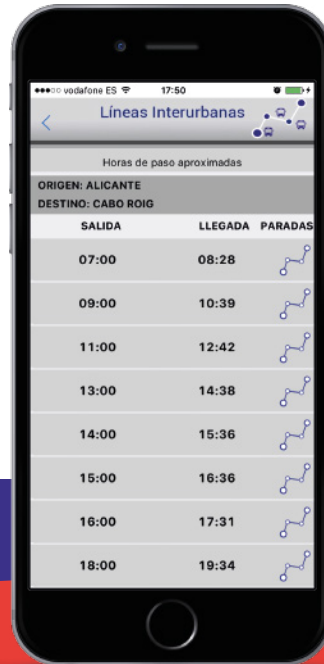 ●●●○○ vodafone ES 17:50
Líneas Interurbanas
Horas de paso aproximadas
ORIGEN: ALICANTE
DESTINO: CABO ROIG
SALIDA LLEGADA PARADAS
07:00 08:28
09:00 10:39
11:00 12:42
13:00 14:38
14:00 15:36
15:00 16:36
16:00 17:31
18:00 19:34